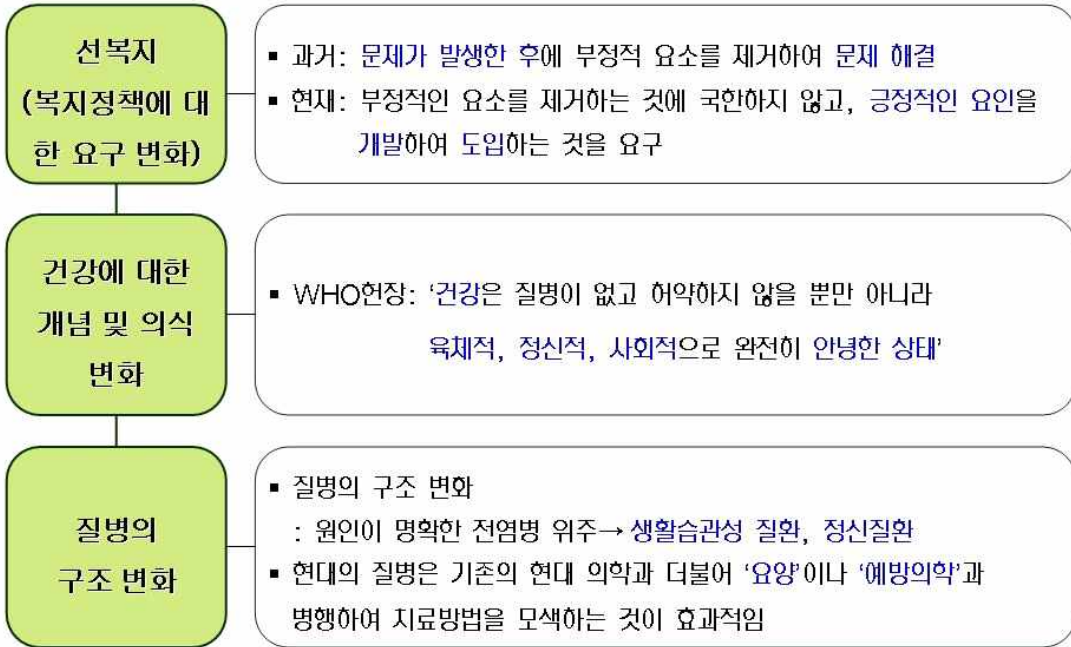 선복지
(복지정책에 대
한 요구 변화)
▪ 과거: 문제가 발생한 후에 부정적 요소를 제거하여 문제 해결
▪ 현재: 부정적인 요소를 제거하는 것에 국한하지 않고, 긍정적인 요인을
개발하여 도입하는 것을 요구
건강에 대한
개념 및 의식
변화
▪ WHO헌장: ‘건강은 질병이 없고 허약하지 않을 뿐만 아니라
육체적, 정신적, 사회적으로 완전히 안녕한 상태’
질병의
구조 변화
▪ 질병의 구조 변화
: 원인이 명확한 전염병 위주→ 생활습관성 질환, 정신질환
▪ 현대의 질병은 기존의 현대 의학과 더불어 ‘요양’이나 ‘예방의학’과
병행하여 치료방법을 모색하는 것이 효과적임